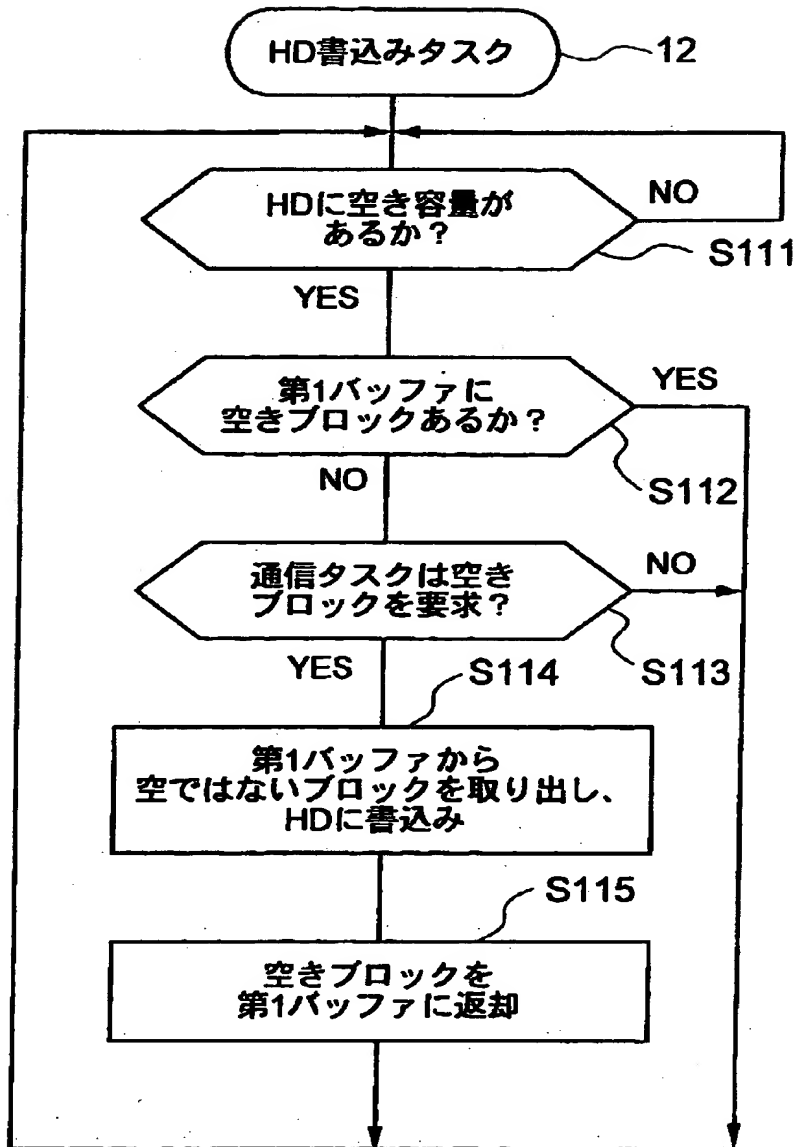 HD書込みタスク
12
HDに空き容量が
あるか？
NO
S111
YES
第1バッファに
空きブロックあるか？
YES
S112
NO
通信タスクは空き
ブロックを要求？
NO
S113
YES
S114
第1バッファから
空ではないブロックを取り出し、
HDに書込み
S115
空きブロックを
第1バッファに返却